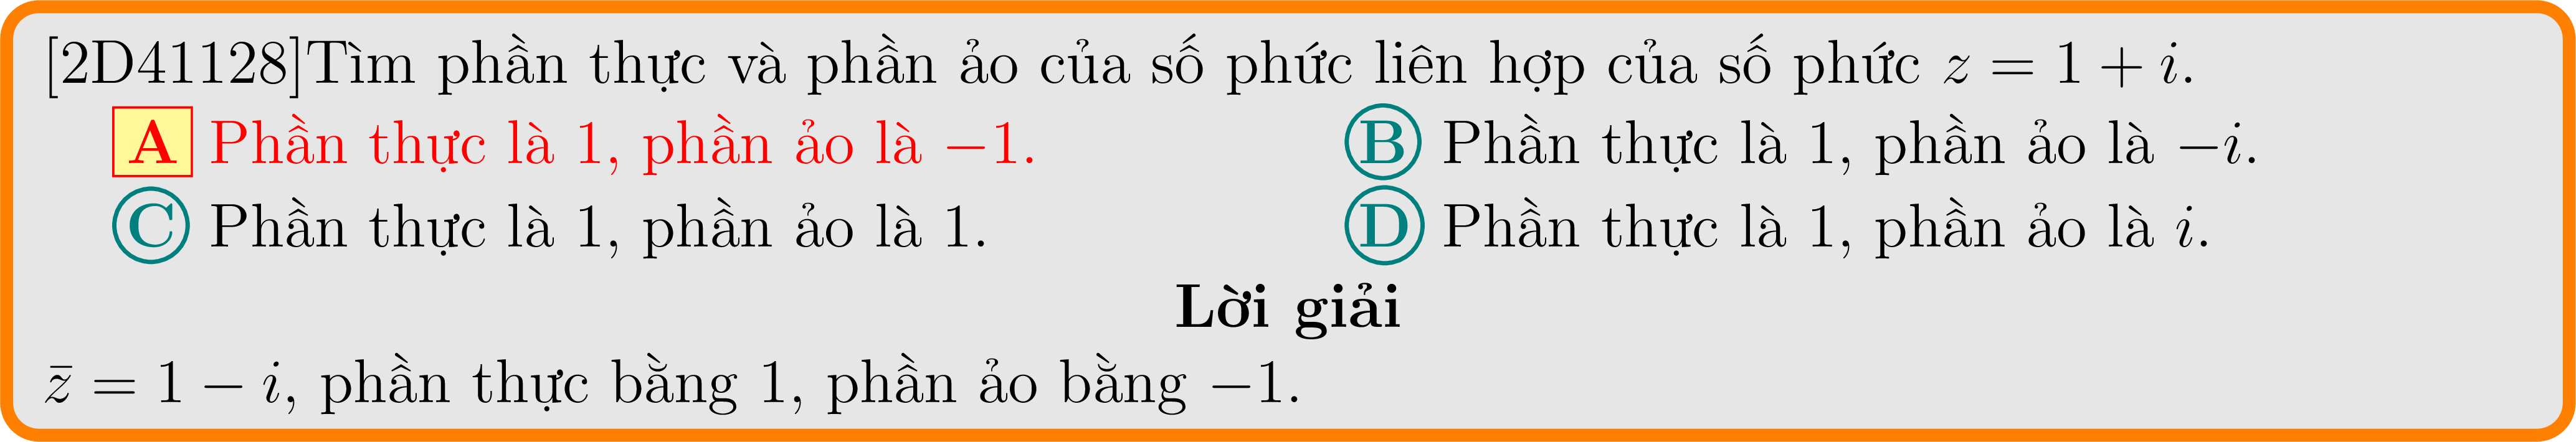 [2D41128]Tìm phần thực và phần ảo của số phức liên hợp của số phức z = 1 + i.
A Phần thực là 1, phần ảo là −1. B Phần thực là 1, phần ảo là −i.
C Phần thực là 1, phần ảo là 1. D Phần thực là 1, phần ảo là i.
Lời giải
z̄ = 1 − i, phần thực bằng 1, phần ảo bằng −1.